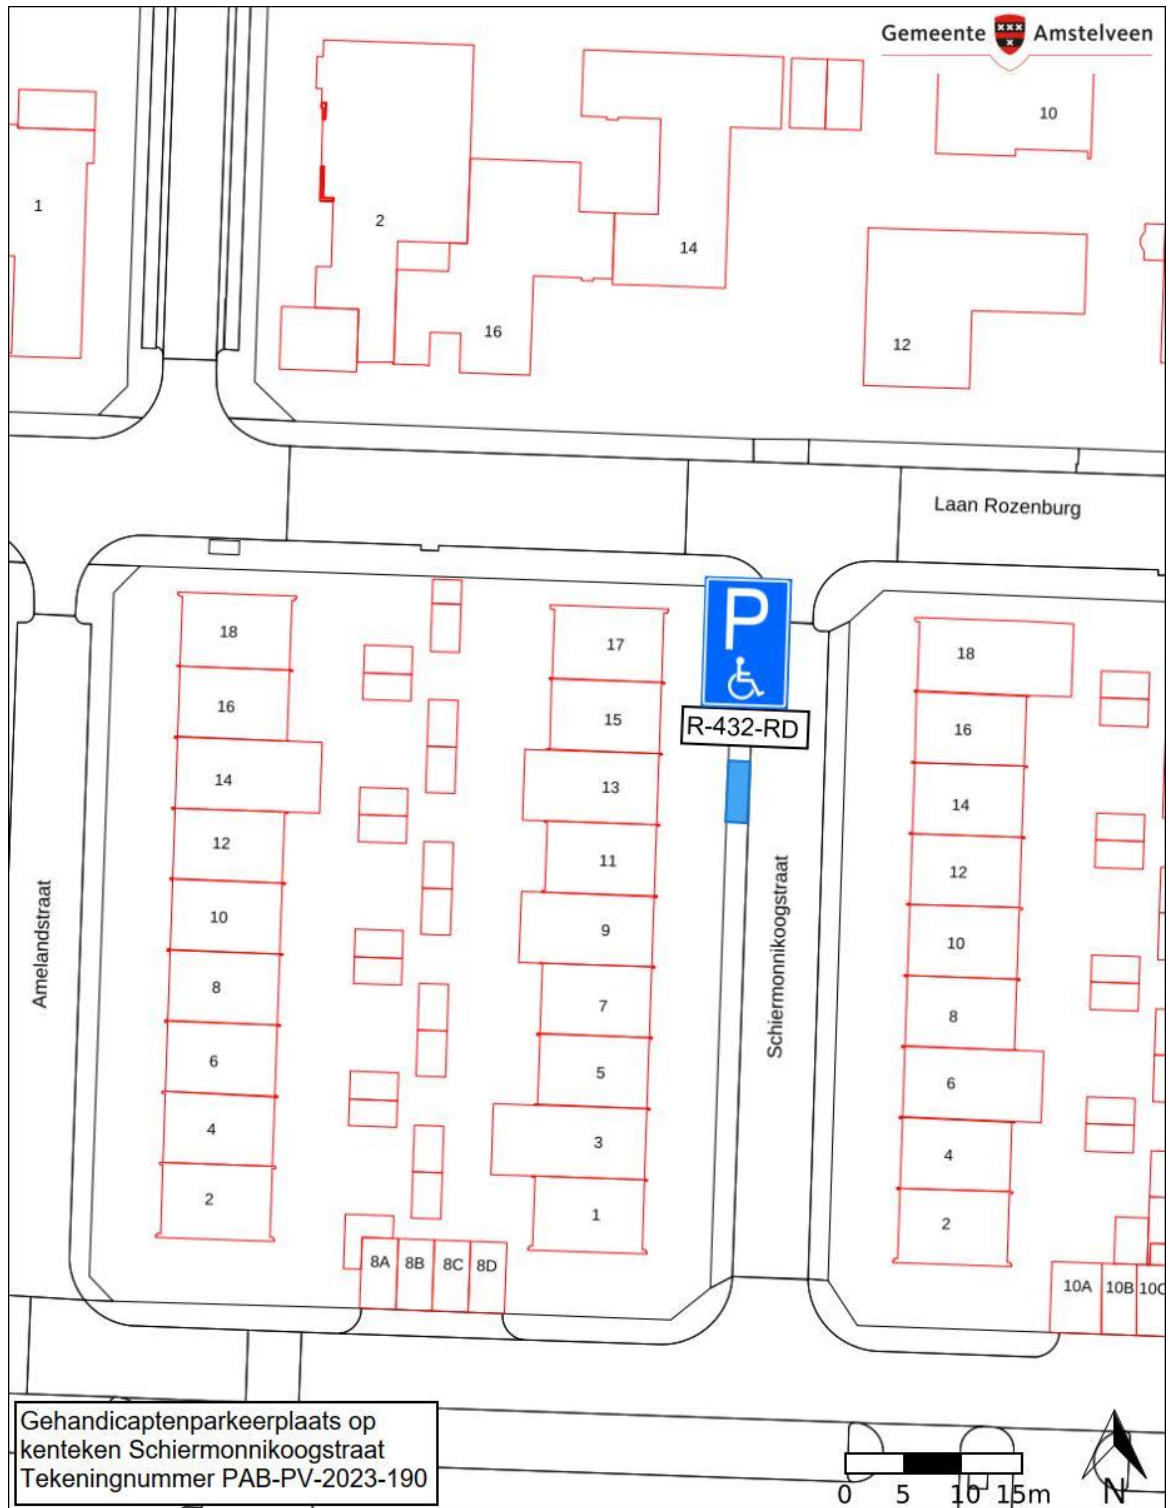 Gemeente Amstelveen
10
1
2
14
16
12
Laan Rozenburg
P
R-432-RD
18
16
14
12
10
8
6
4
2
17
15
13
11
9
7
5
3
1
18
16
14
12
10
8
6
4
2
Amelandstraat
Schiermonnikoogstraat
8A 8B 8C 8D
10A 10B 10C
Gehandicaptenparkeerplaats op
kenteken Schiermonnikoogstraat
Tekeningnummer PAB-PV-2023-190
0 5 10 15m
N